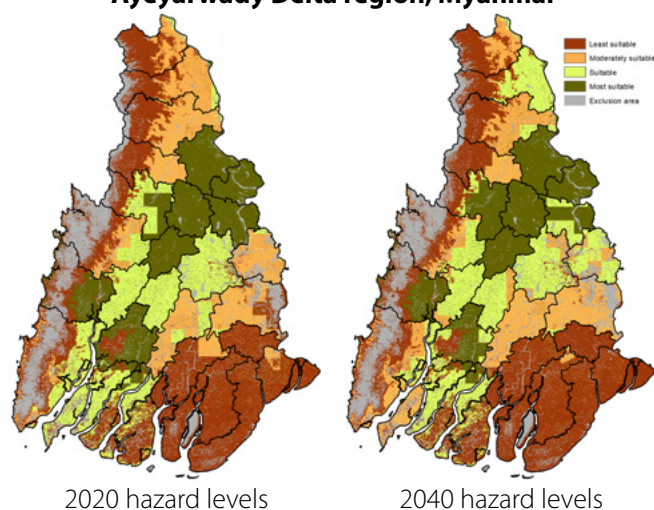 Ayeyarwady Delta region, Myanmar
Least suitable
Moderately suitable
Suitable
Most suitable
Exclusion area
2020 hazard levels
2040 hazard levels